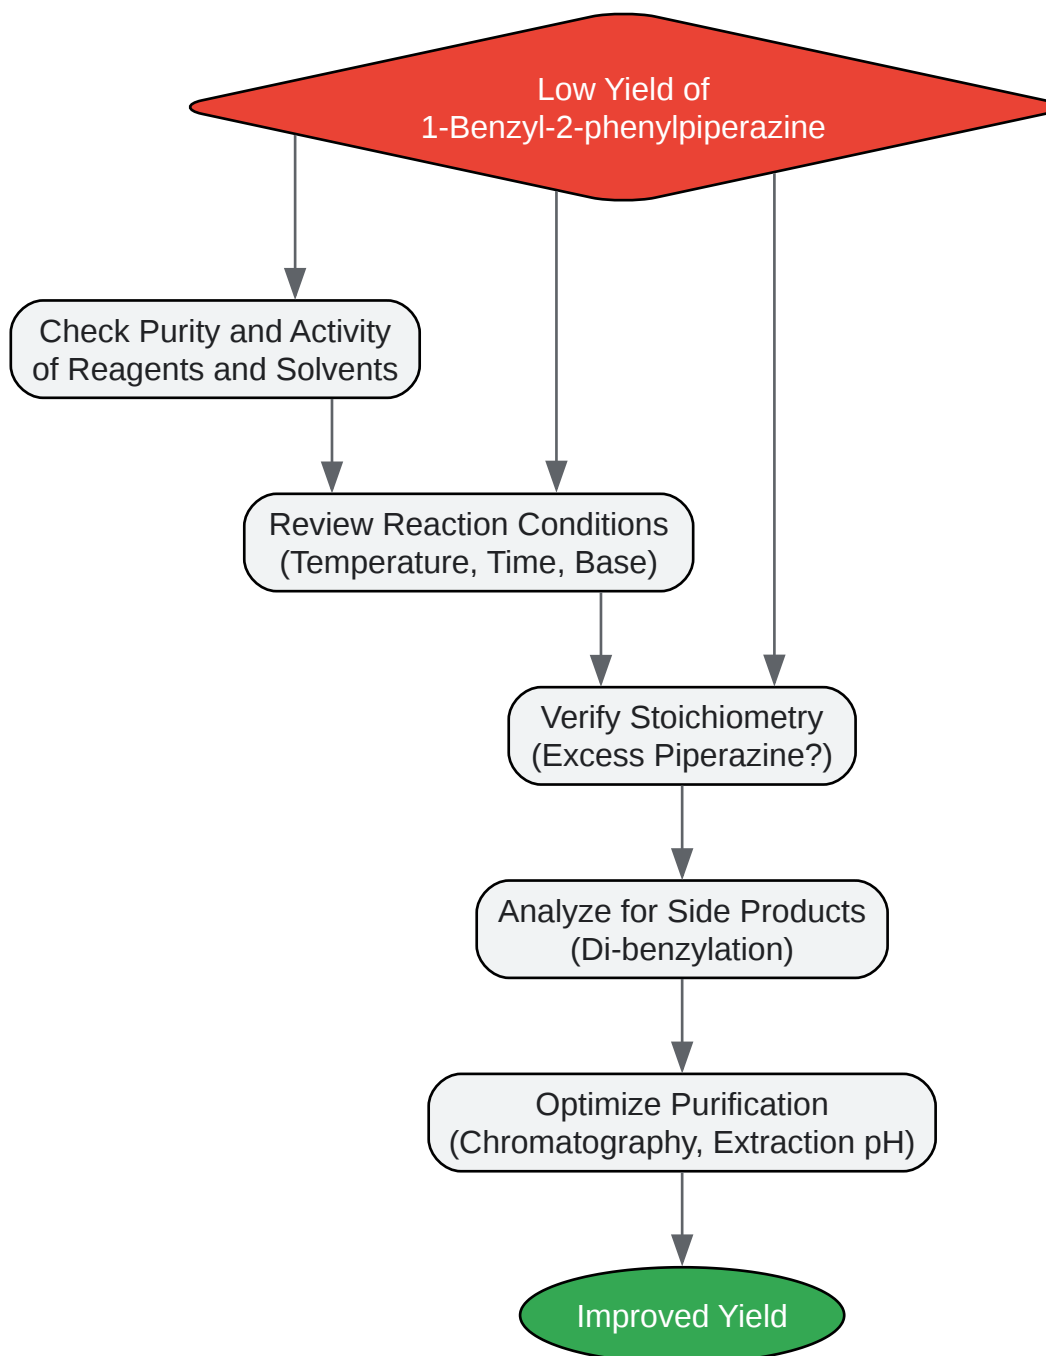 Low Yield of
1-Benzyl-2-phenylpiperazine
Check Purity and Activity
of Reagents and Solvents
Review Reaction Conditions
(Temperature, Time, Base)
Verify Stoichiometry
(Excess Piperazine?)
Analyze for Side Products
(Di-benzylation)
Optimize Purification
(Chromatography, Extraction pH)
Improved Yield